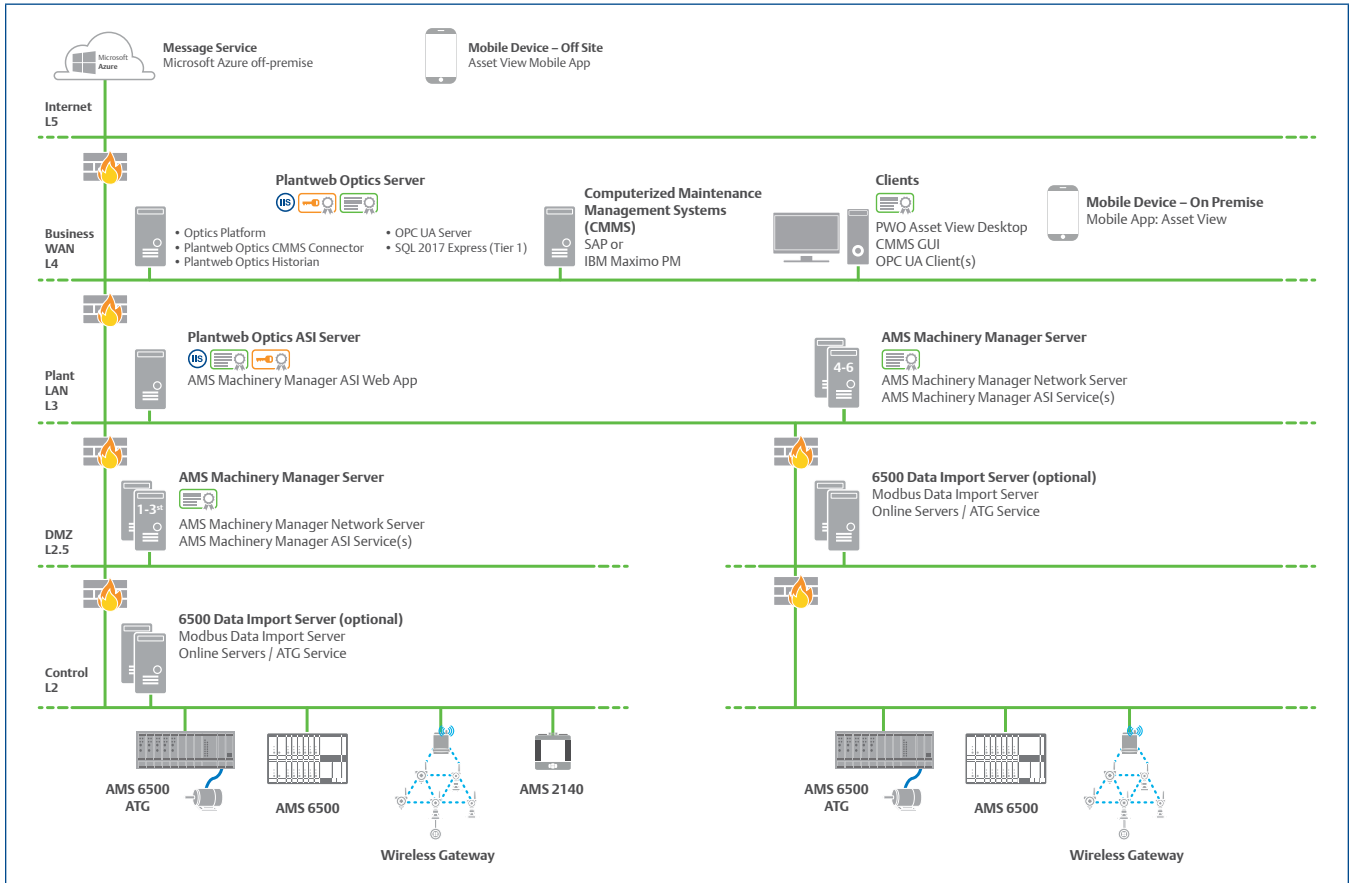 Microsoft
Azure
Message Service
Microsoft Azure off-premise
Mobile Device – Off Site
Asset View Mobile App
Internet
L5
Plantweb Optics Server
IIS
• Optics Platform
• Plantweb Optics CMMS Connector
• Plantweb Optics Historian
• OPC UA Server
• SQL 2017 Express (Tier 1)
Computerized Maintenance
Management Systems
(CMMS)
SAP or
IBM Maximo PM
Clients
PWO Asset View Desktop
CMMS GUI
OPC UA Client(s)
Mobile Device – On Premise
Mobile App: Asset View
Business
WAN
L4
Plantweb Optics ASI Server
IIS
AMS Machinery Manager ASI Web App
4-6
AMS Machinery Manager Server
AMS Machinery Manager Network Server
AMS Machinery Manager ASI Service(s)
Plant
LAN
L3
1-3st
AMS Machinery Manager Server
AMS Machinery Manager Network Server
AMS Machinery Manager ASI Service(s)
6500 Data Import Server (optional)
Modbus Data Import Server
Online Servers / ATG Service
DMZ
L2.5
6500 Data Import Server (optional)
Modbus Data Import Server
Online Servers / ATG Service
Control
L2
AMS 6500
ATG
AMS 6500
Wireless Gateway
AMS 2140
AMS 6500
ATG
AMS 6500
Wireless Gateway